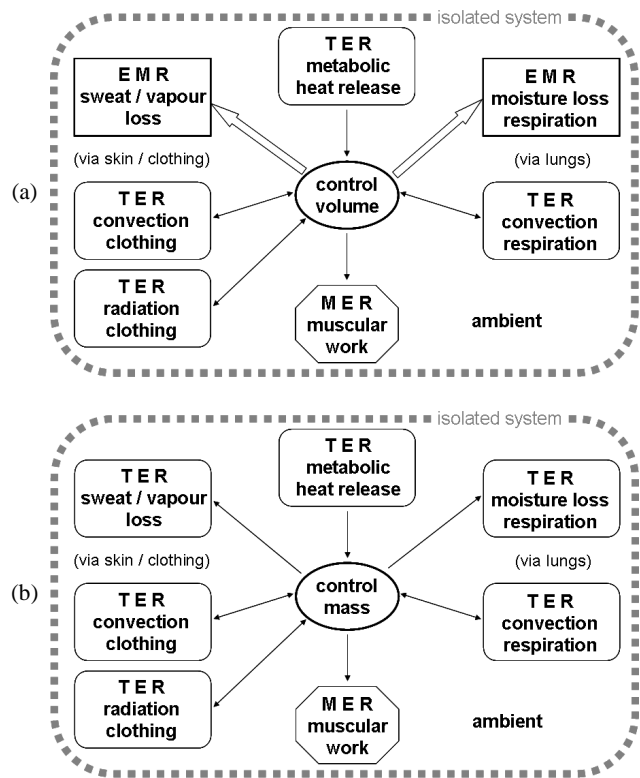 isolated system
T E R
metabolic
heat release
E M R
sweat / vapour
loss
E M R
moisture loss
respiration
(via skin / clothing)
(via lungs)
(a)
control
volume
T E R
convection
clothing
T E R
convection
respiration
T E R
radiation
clothing
M E R
muscular
work
ambient
isolated system
T E R
metabolic
heat release
T E R
sweat / vapour
loss
T E R
moisture loss
respiration
(via skin / clothing)
(via lungs)
(b)
control
mass
T E R
convection
clothing
T E R
convection
respiration
T E R
radiation
clothing
M E R
muscular
work
ambient